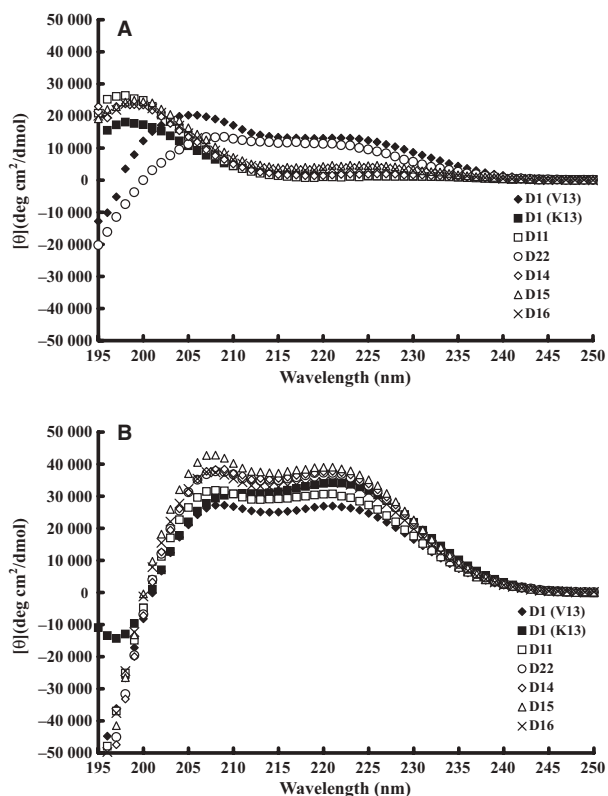 A
50 000
40 000
30 000
20 000
10 000
0
–10 000
–20 000
–30 000
–40 000
–50 000
[θ](deg cm²/dmol)
195 200 205 210 215 220 225 230 235 240 245 250
Wavelength (nm)
D1 (V13)
D1 (K13)
D11
D22
D14
D15
D16
B
50 000
40 000
30 000
20 000
10 000
0
–10 000
–20 000
–30 000
–40 000
–50 000
[θ](deg cm²/dmol)
195 200 205 210 215 220 225 230 235 240 245 250
Wavelength (nm)
D1 (V13)
D1 (K13)
D11
D22
D14
D15
D16